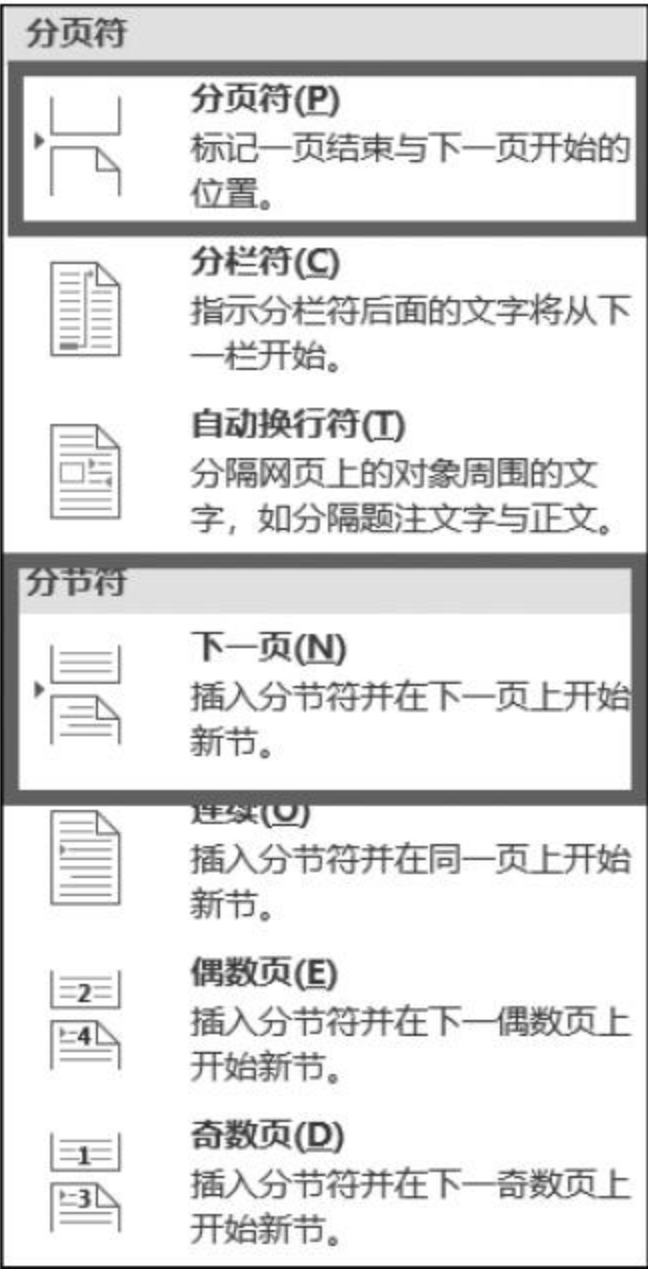 分页符
分页符(P)
标记一页结束与下一页开始的
位置。
分栏符(C)
指示分栏符后面的文字将从下
一栏开始。
自动换行符(T)
分隔网页上的对象周围的文
字，如分隔题注文字与正文。
分节符
下一页(N)
插入分节符并在下一页上开始
新节。
连续(O)
插入分节符并在同一页上开始
新节。
2
4
偶数页(E)
插入分节符并在下一偶数页上
开始新节。
1
3
奇数页(D)
插入分节符并在下一奇数页上
开始新节。